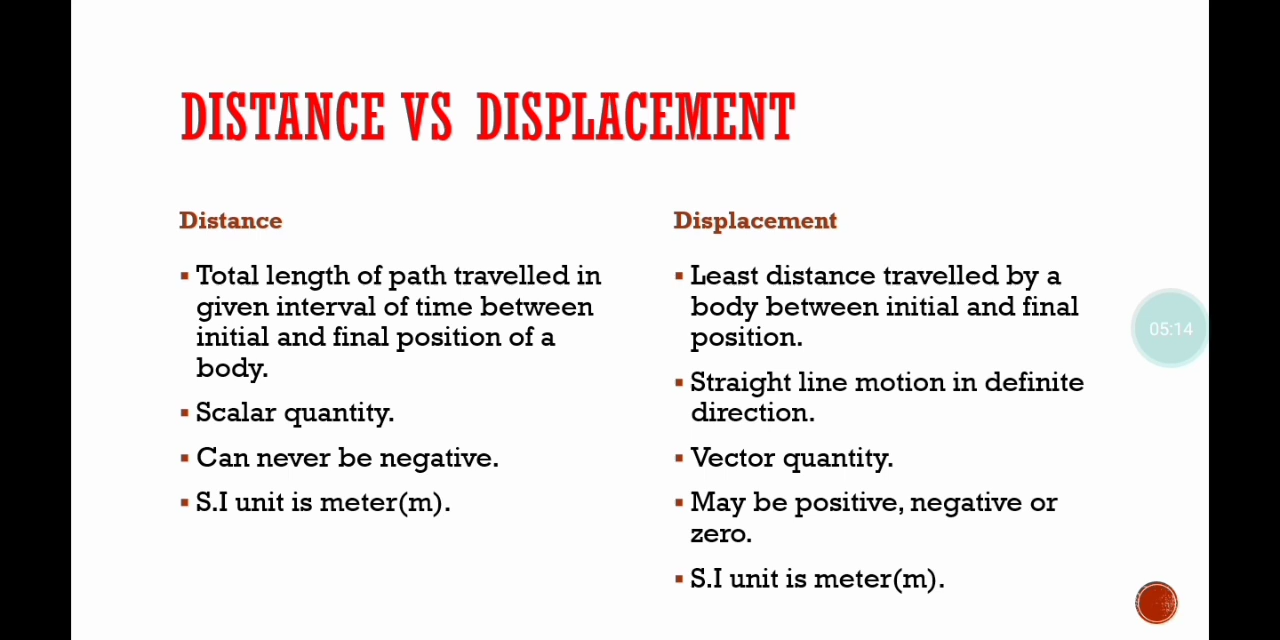 DISTANCE VS DISPLACEMENT
Distance
▪ Total length of path travelled in
given interval of time between
initial and final position of a
body.
▪ Scalar quantity.
▪ Can never be negative.
▪ S.I unit is meter(m).
Displacement
▪ Least distance travelled by a
body between initial and final
position.
▪ Straight line motion in definite
direction.
▪ Vector quantity.
▪ May be positive, negative or
zero.
▪ S.I unit is meter(m).
05:14